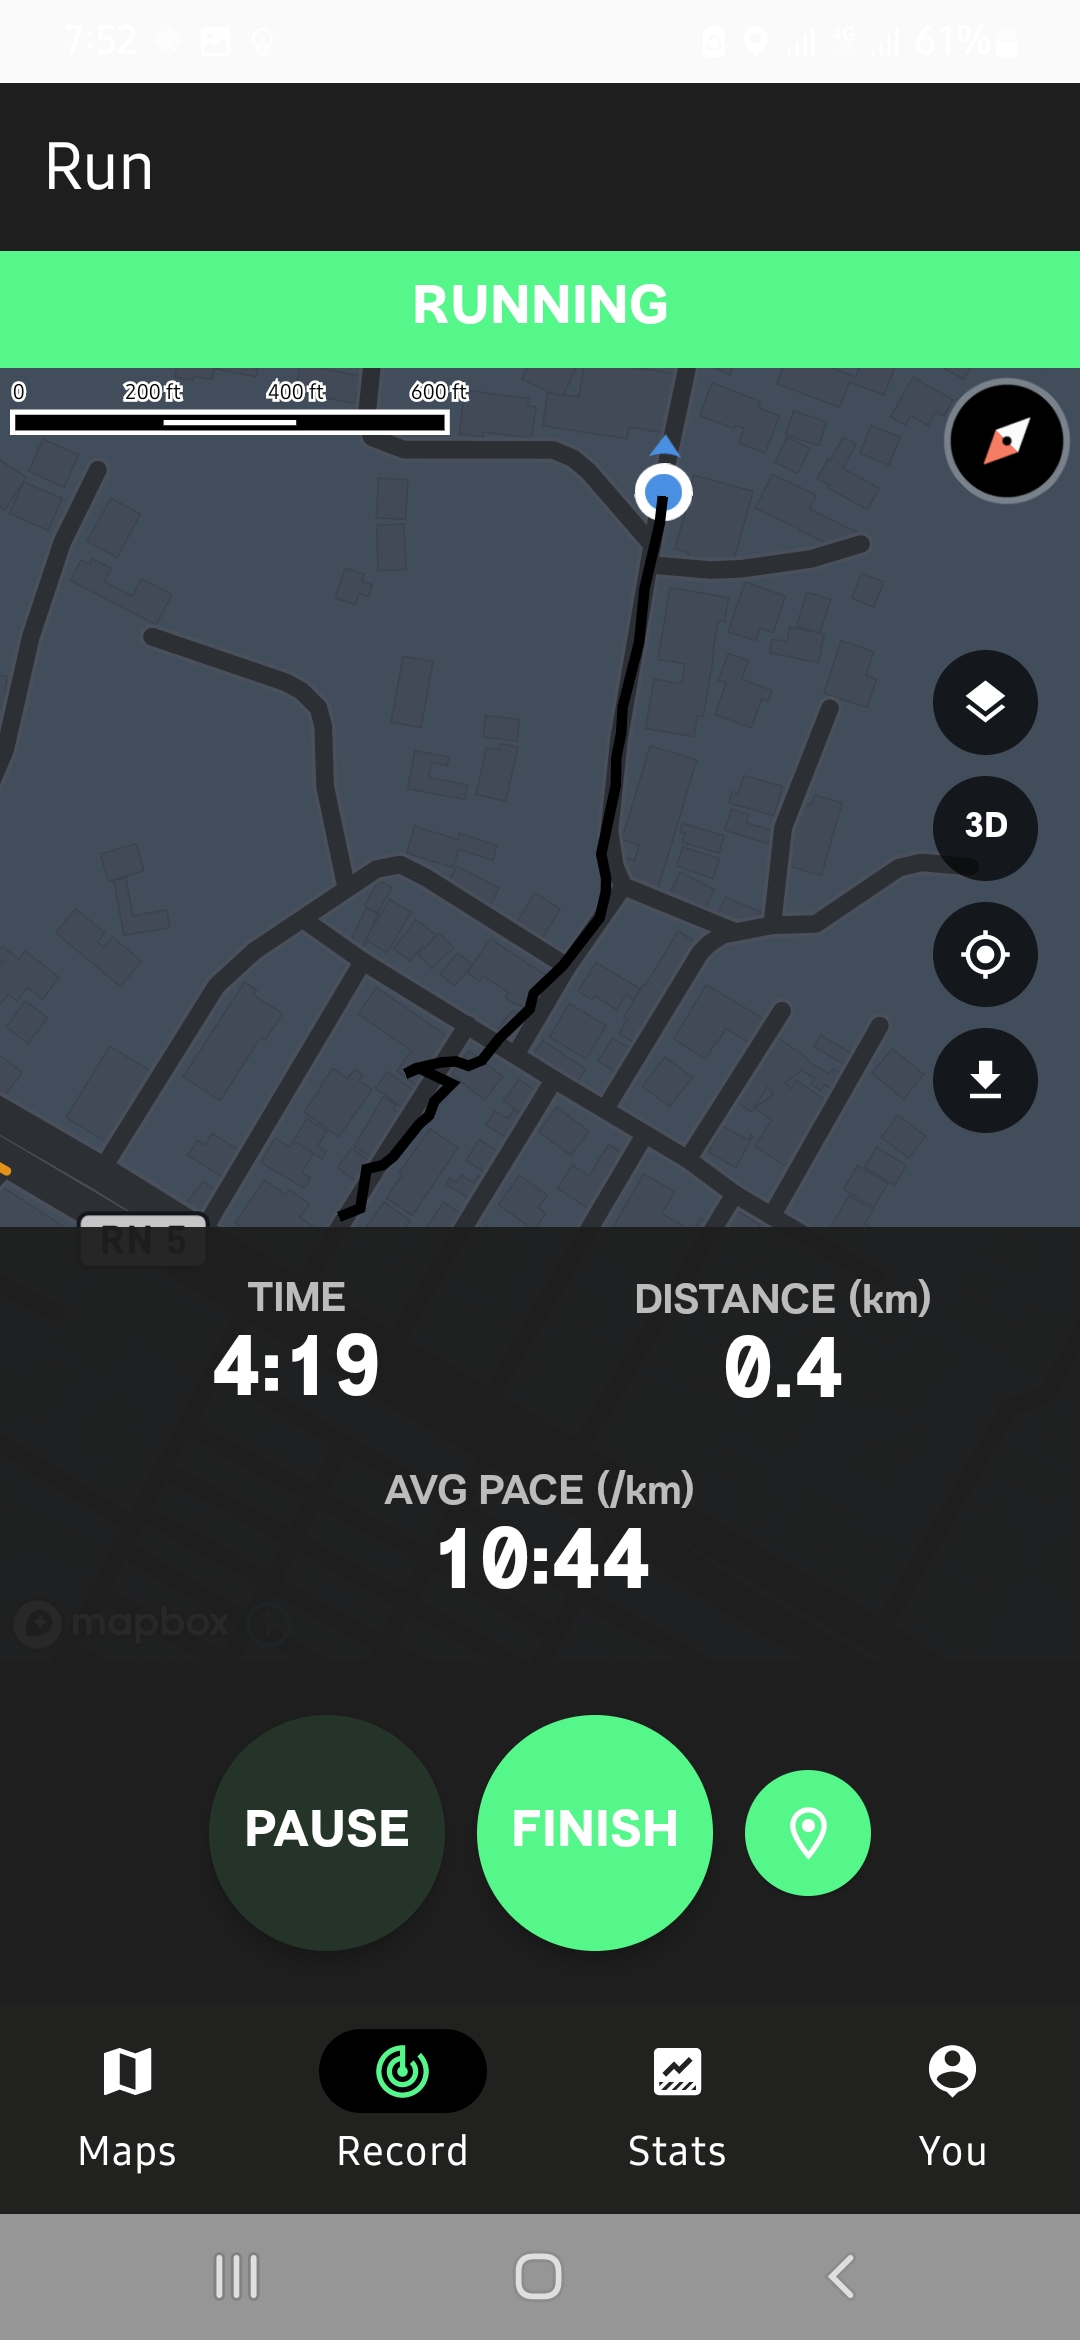 7:52 4G 61%
Run
RUNNING
0 200 ft 400 ft 600 ft
3D
RN 5
TIME DISTANCE (km)
4:19 0.4
AVG PACE (/km)
10:44
mapbox
PAUSE FINISH
Maps Record Stats You